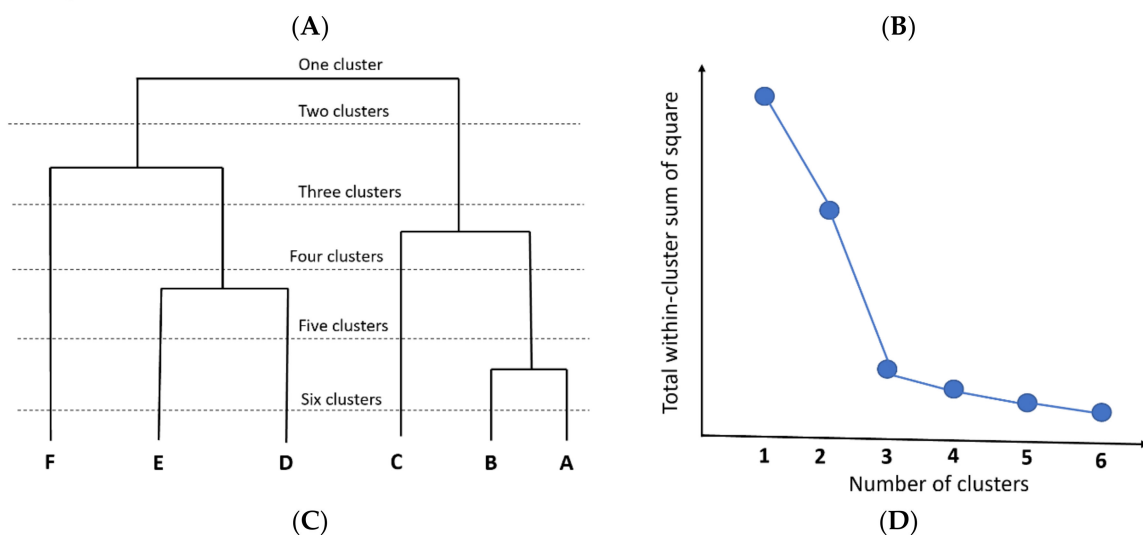 (A)
(B)
One cluster
Two clusters
Three clusters
Four clusters
Five clusters
Six clusters
F E D C B A
Total within-cluster sum of square
1 2 3 4 5 6
Number of clusters
(C)
(D)